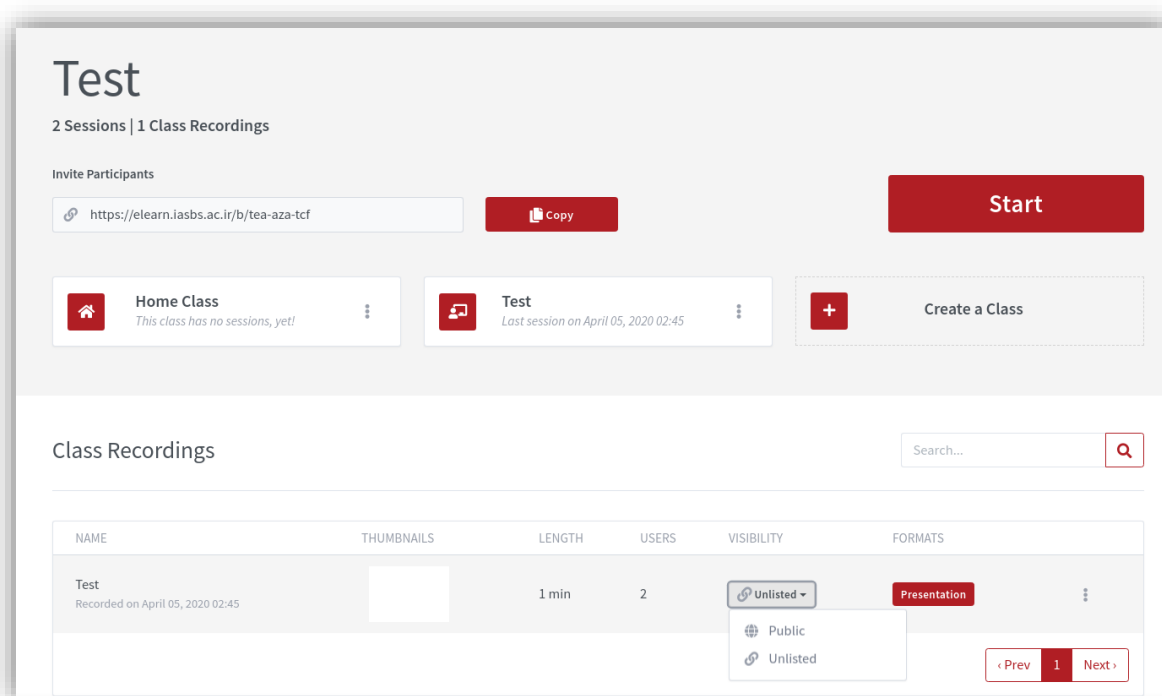 Test
2 Sessions | 1 Class Recordings
Invite Participants
https://elearn.iasbs.ac.ir/b/tea-aza-tcf
Copy
Start
Home Class
This class has no sessions, yet!
Test
Last session on April 05, 2020 02:45
Create a Class
Class Recordings
Search...
NAME THUMBNAILS LENGTH USERS VISIBILITY FORMATS
Test
Recorded on April 05, 2020 02:45
1 min
2
Unlisted
Presentation
Public
Unlisted
‹ Prev 1 Next ›